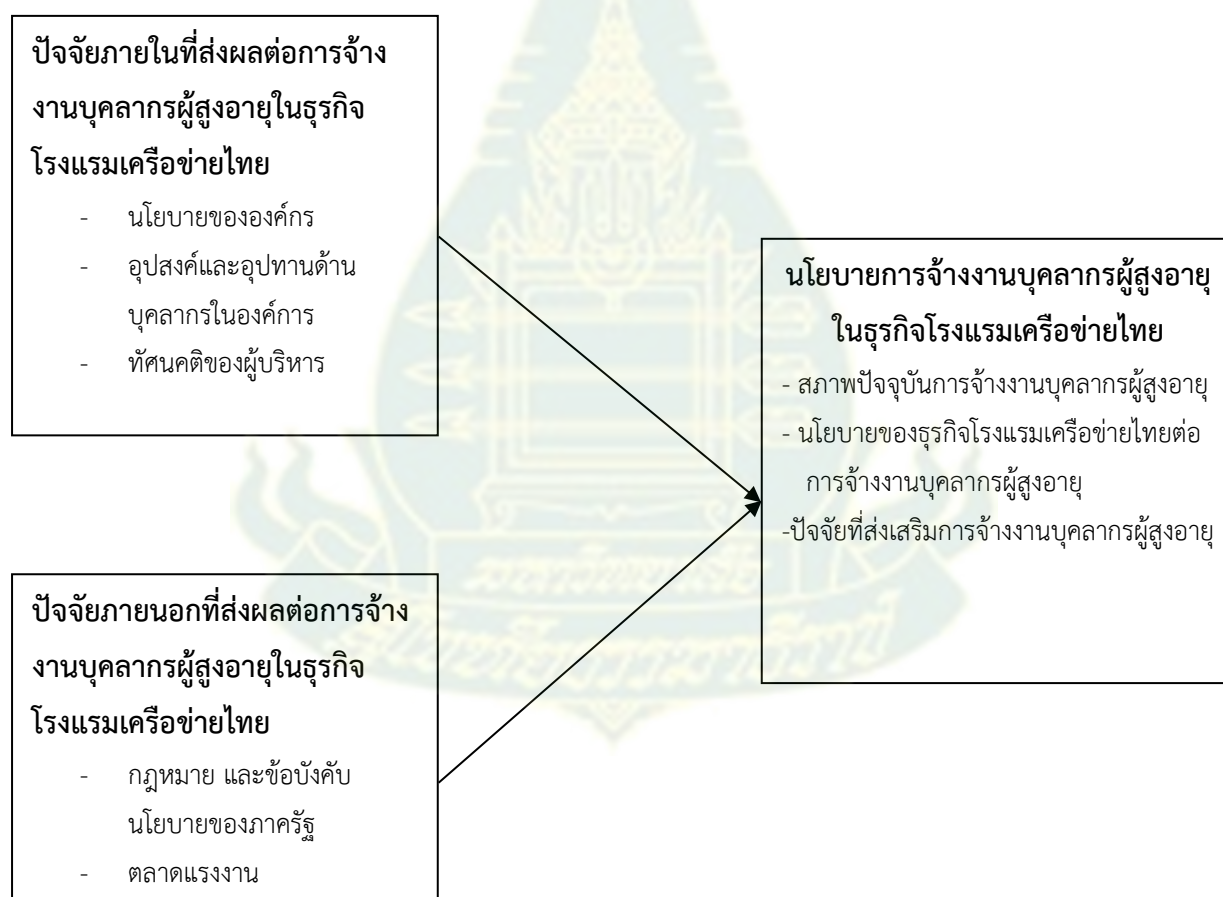 ปัจจัยภายในที่ส่งผลต่อการจ้าง
งานบุคลากรผู้สูงอายุในธุรกิจ
โรงแรมเครือข่ายไทย
- นโยบายขององค์กร
- อุปสงค์และอุปทานด้าน
บุคลากรในองค์การ
- ทัศนคติของผู้บริหาร
ปัจจัยภายนอกที่ส่งผลต่อการจ้าง
งานบุคลากรผู้สูงอายุในธุรกิจ
โรงแรมเครือข่ายไทย
- กฎหมาย และข้อบังคับ
นโยบายของภาครัฐ
- ตลาดแรงงาน
นโยบายการจ้างงานบุคลากรผู้สูงอายุ
ในธุรกิจโรงแรมเครือข่ายไทย
- สภาพปัจจุบันการจ้างงานบุคลากรผู้สูงอายุ
- นโยบายของธุรกิจโรงแรมเครือข่ายไทยต่อ
การจ้างงานบุคลากรผู้สูงอายุ
-ปัจจัยที่ส่งเสริมการจ้างงานบุคลากรผู้สูงอายุ